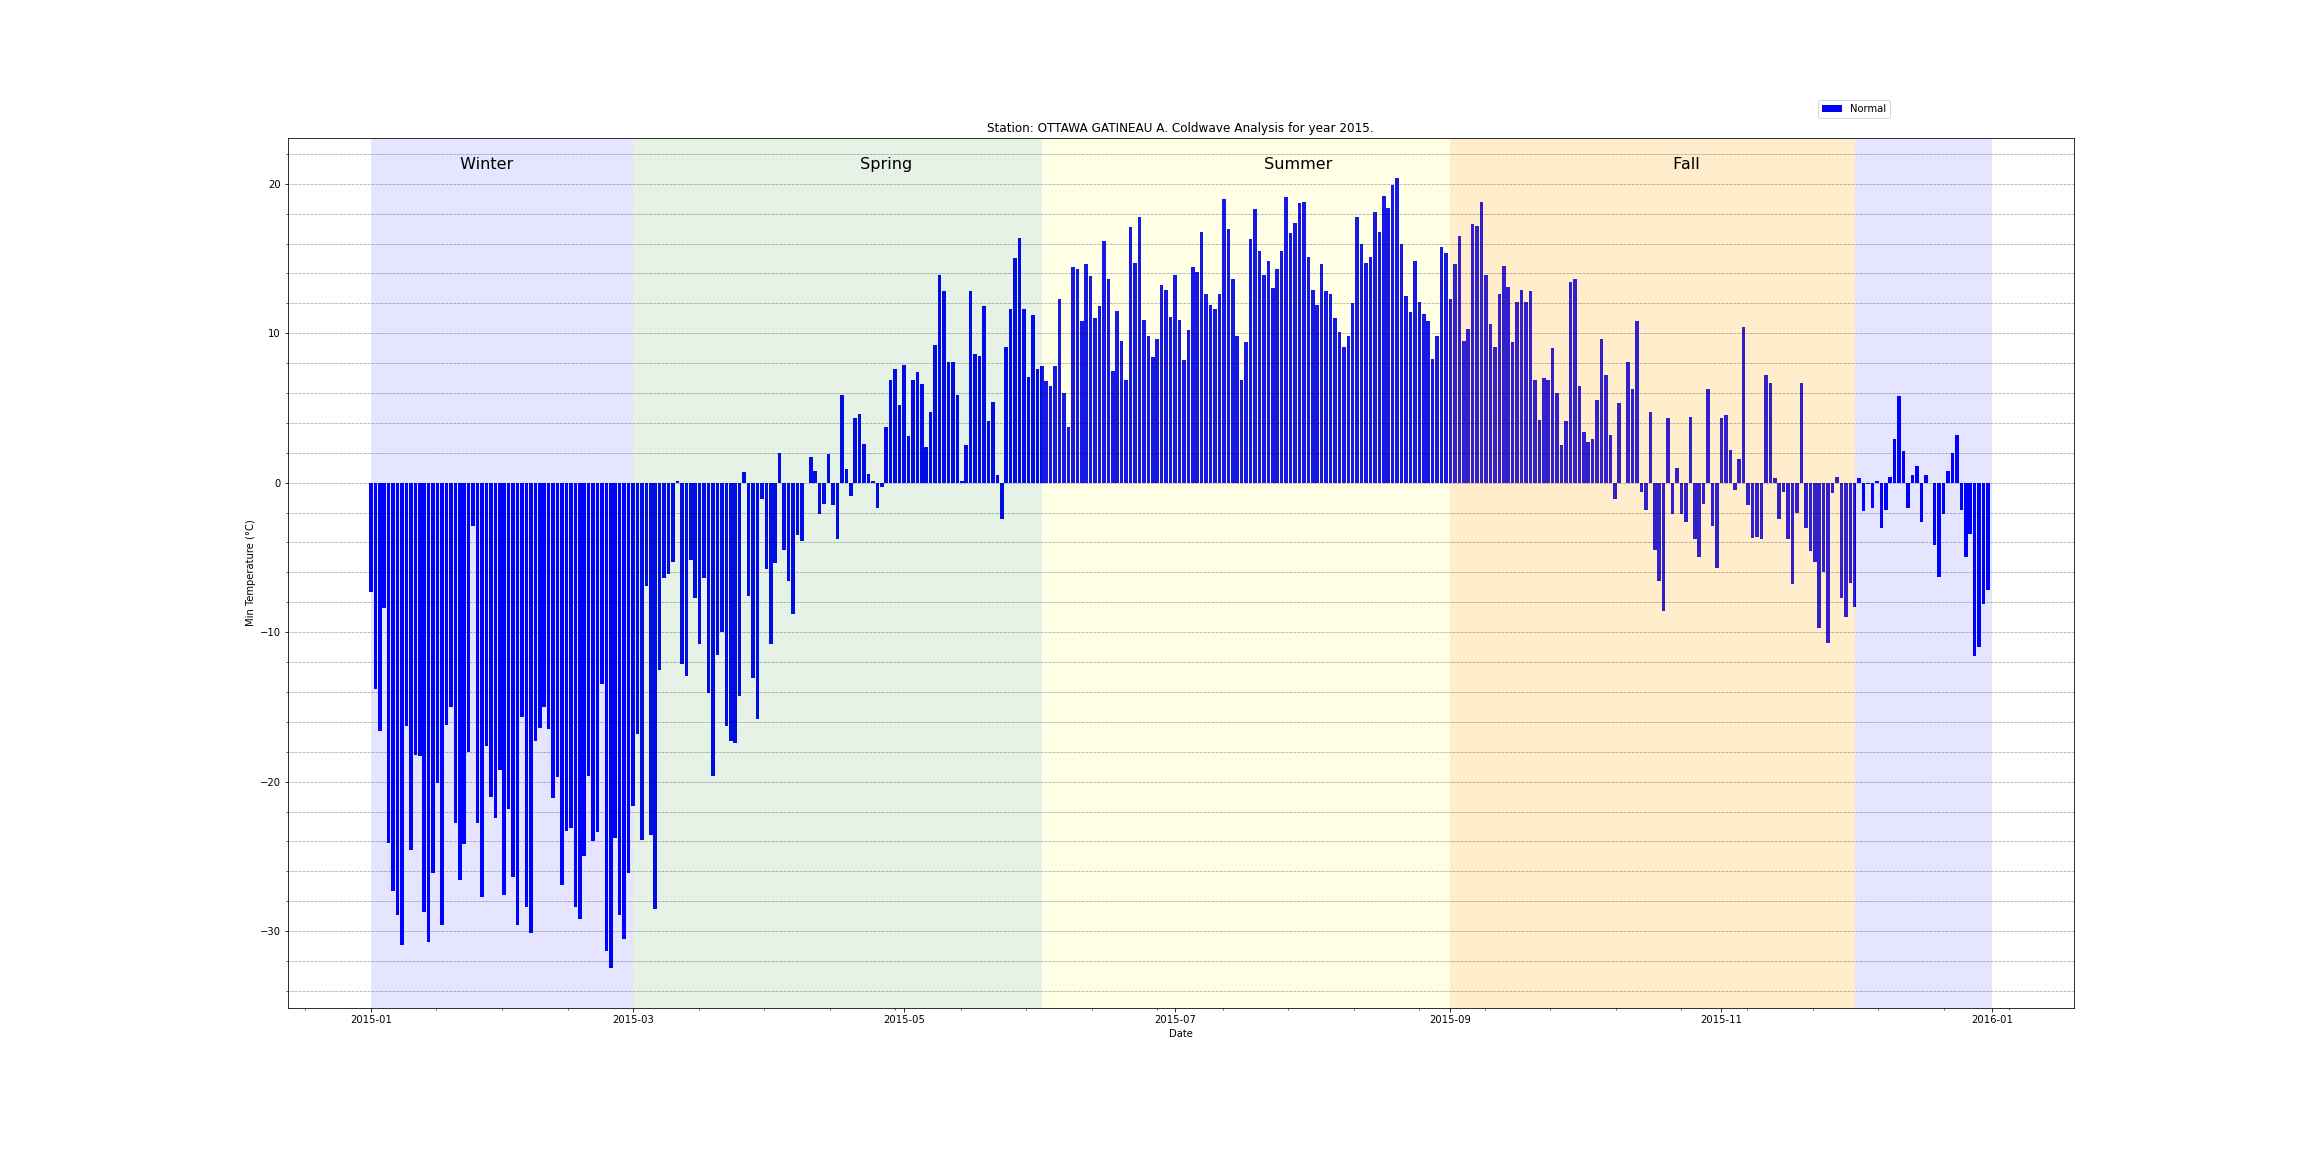 Normal
Station: OTTAWA GATINEAU A. Coldwave Analysis for year 2015.
Winter Spring Summer Fall
20
10
0
−10
−20
−30
Min Temperature (°C)
2015-01 2015-03 2015-05 2015-07 2015-09 2015-11 2016-01
Date